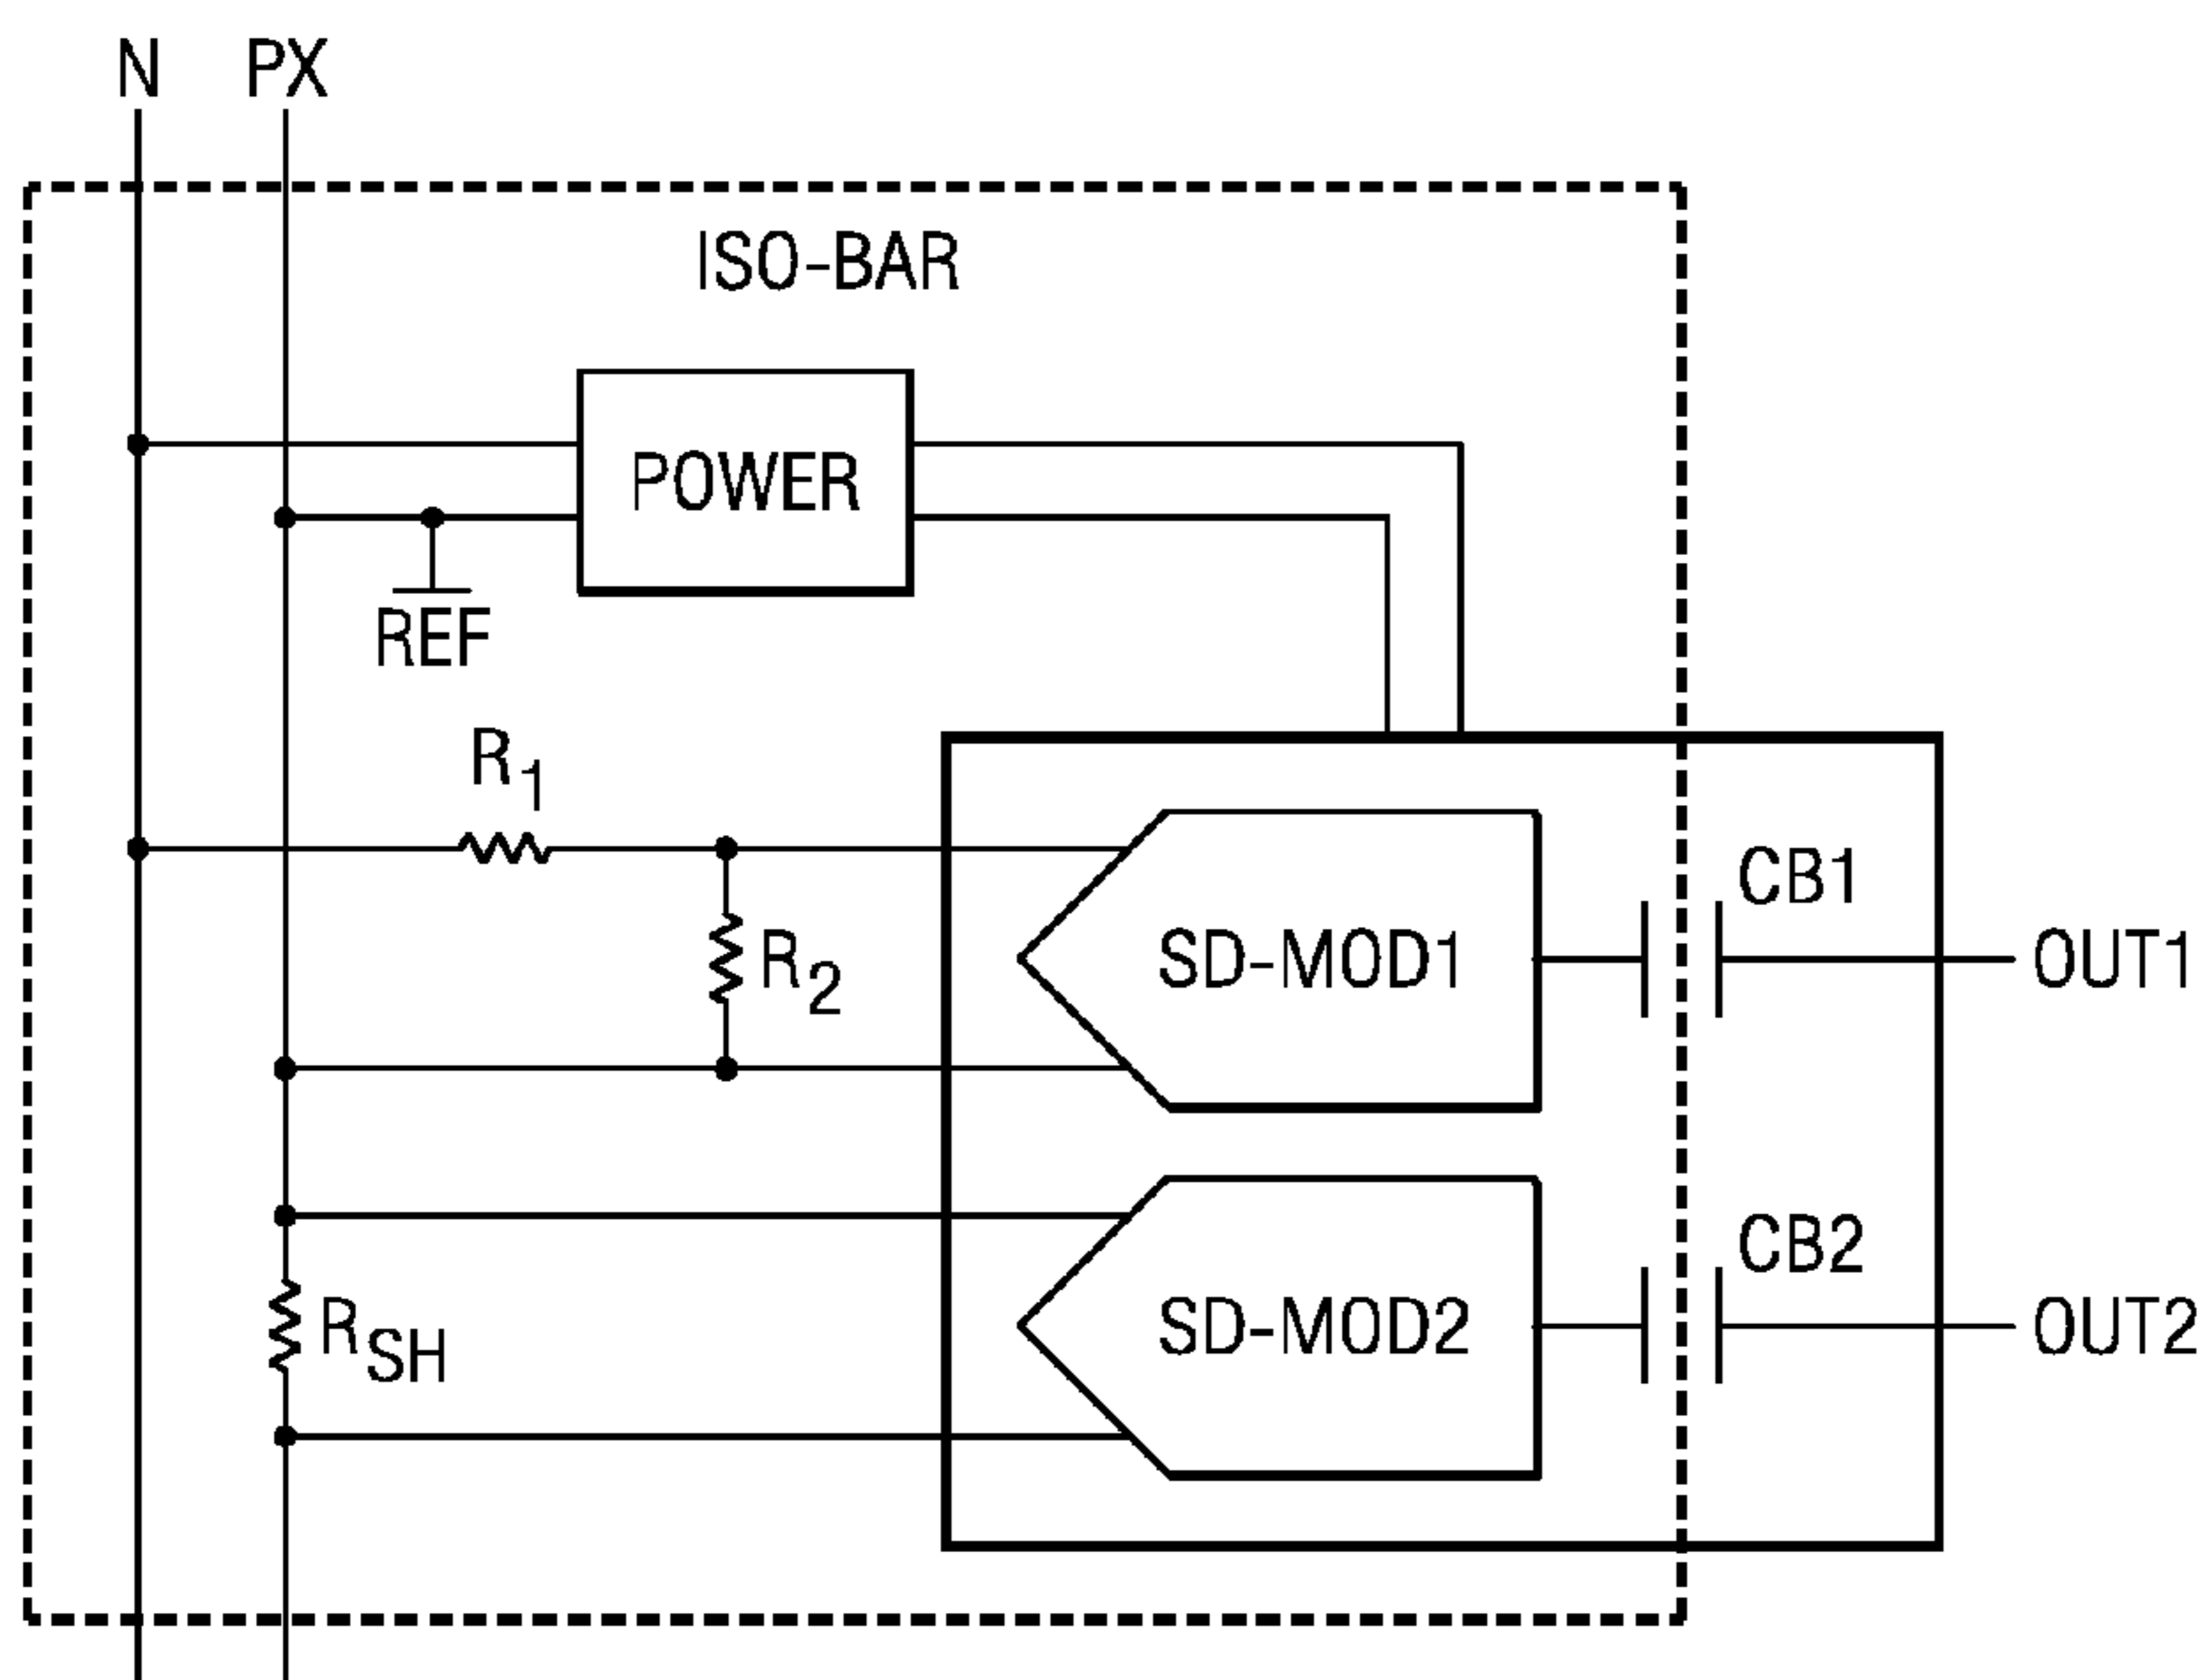 N PX
ISO-BAR
POWER
REF
R1
CB1
R2
SD-MOD1
OUT1
CB2
RSH
SD-MOD2
OUT2